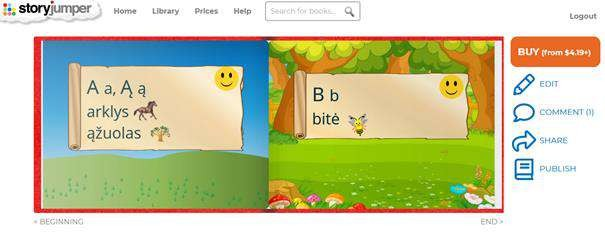 storyjumper
Home Library Prices Help Search for books...
Logout
BUY (from $4.19+)
A a, Ą ą
arklys
ąžuolas
B b
bitė
EDIT
COMMENT (1)
SHARE
PUBLISH
< BEGINNING
END >